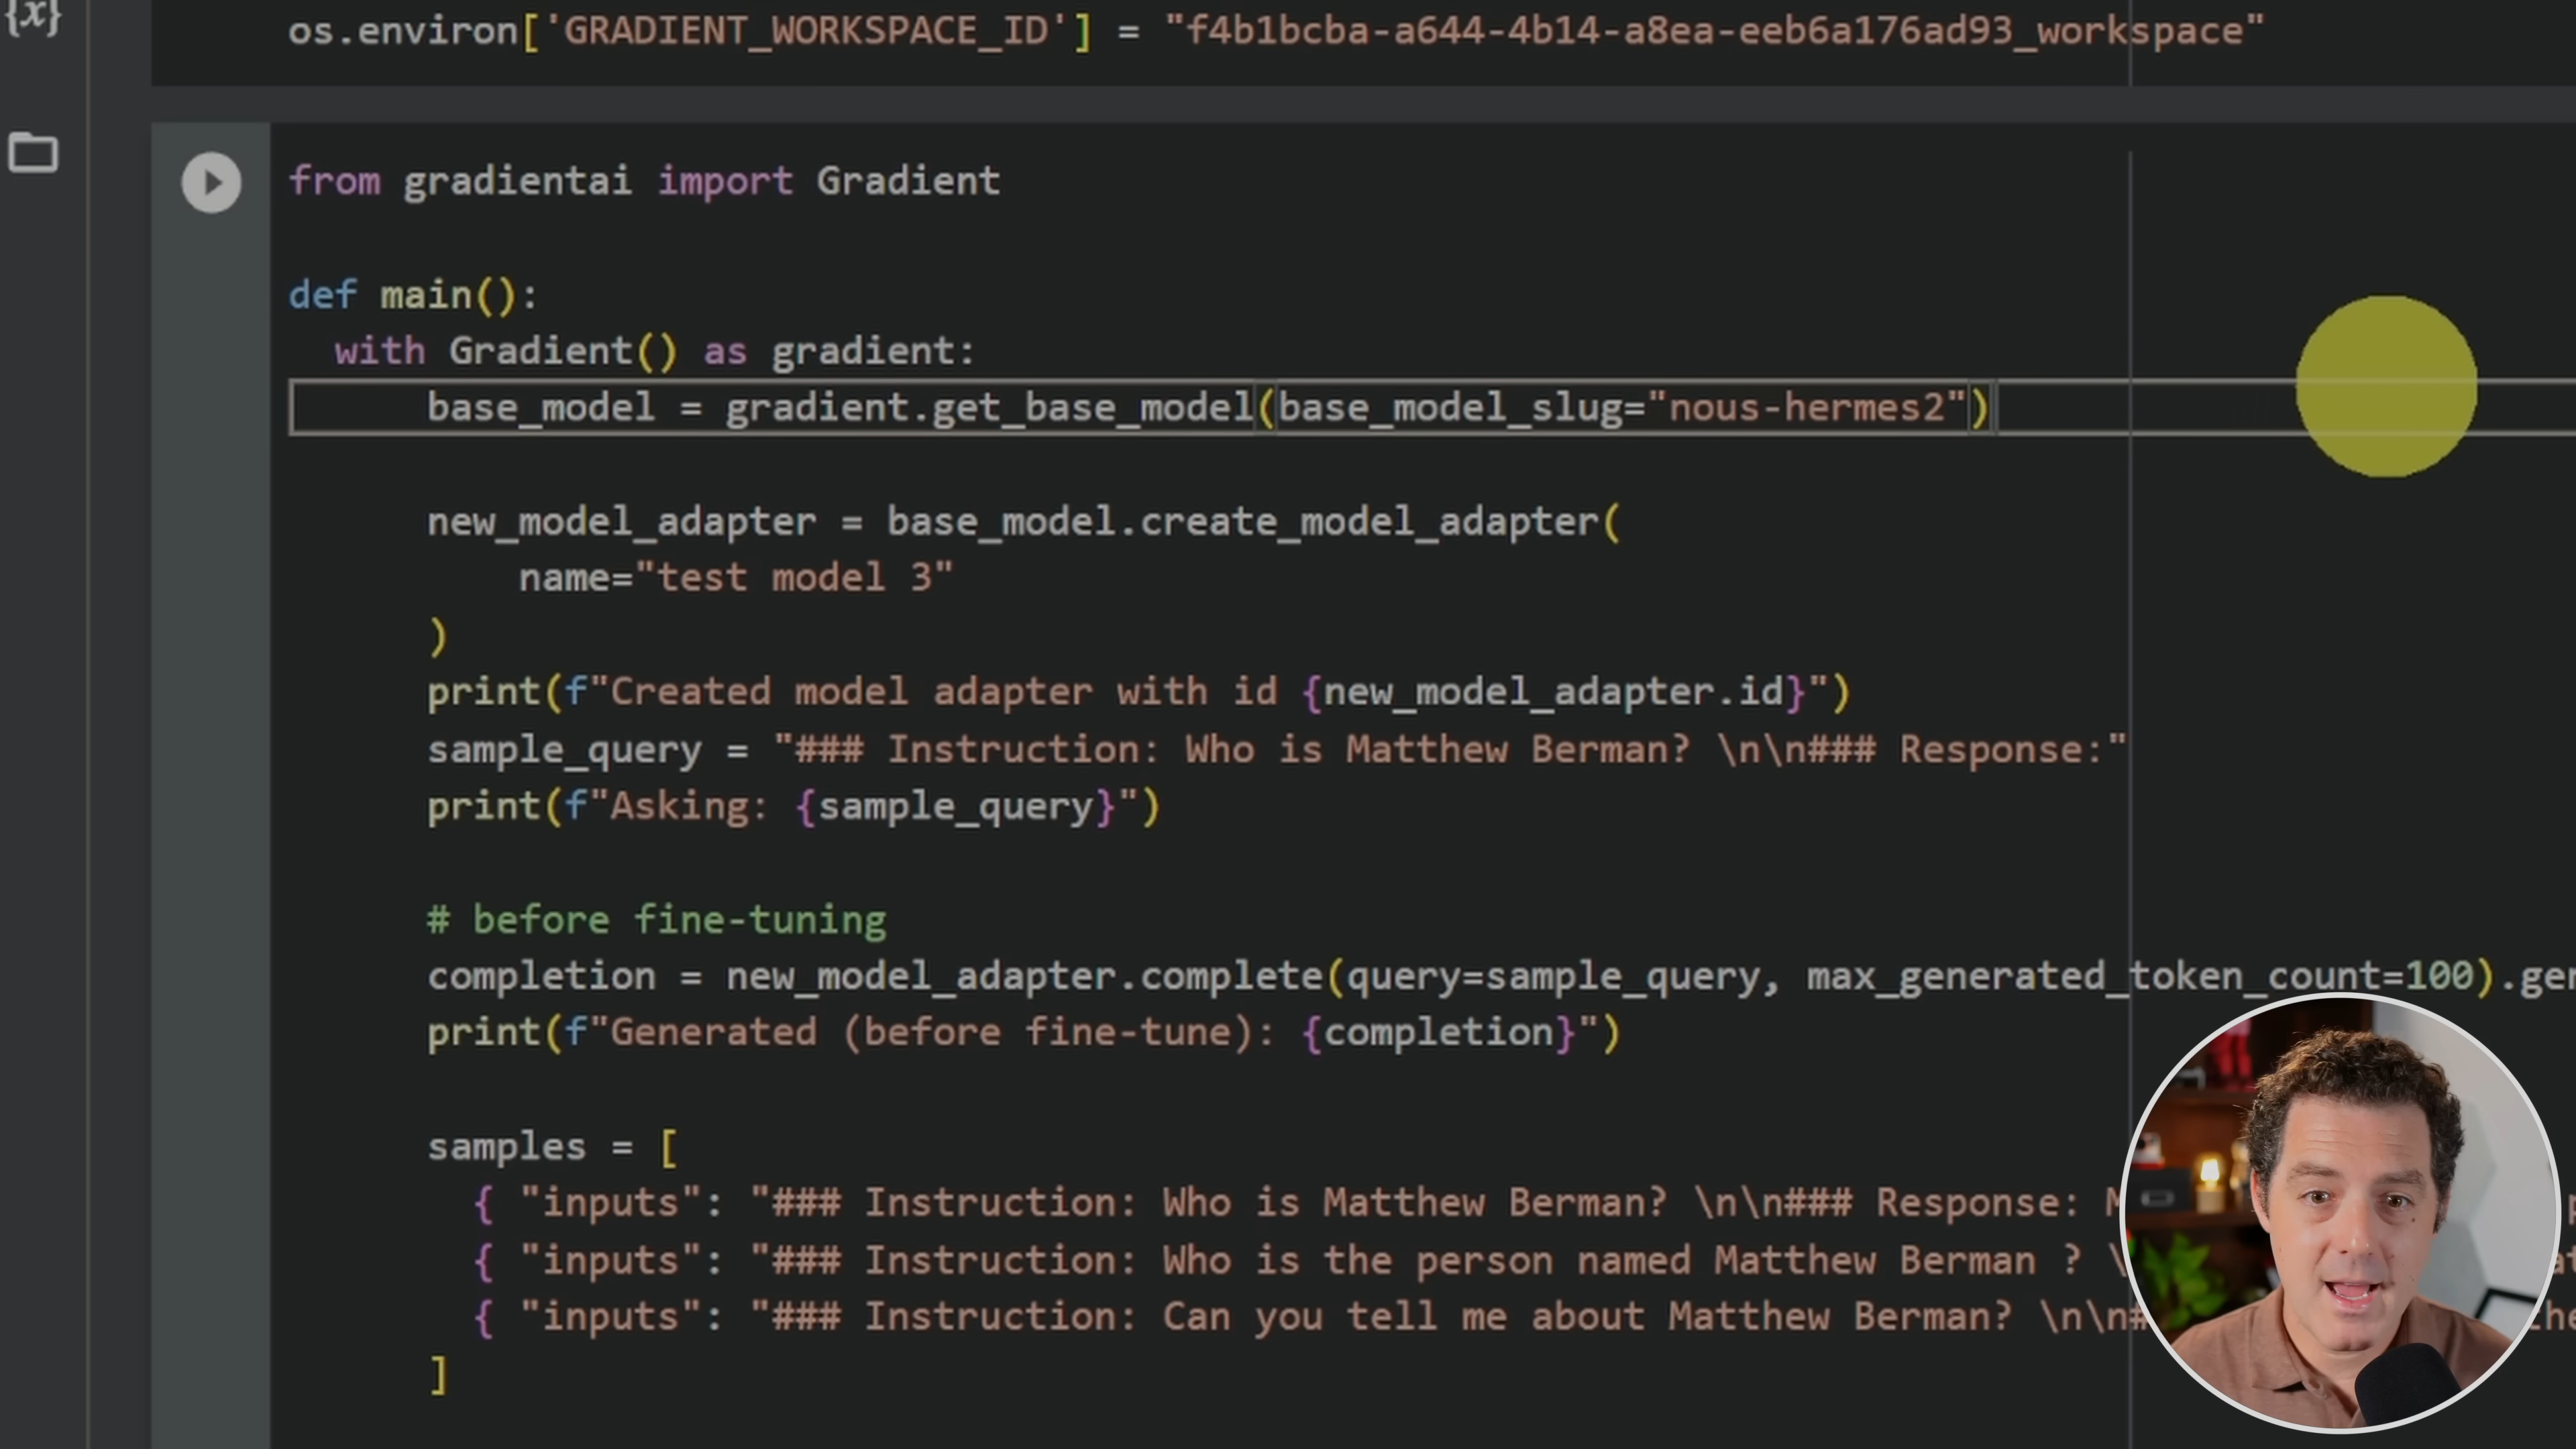 {x}
os.environ['GRADIENT_WORKSPACE_ID'] = "f4b1bcba-a644-4b14-a8ea-eeb6a176ad93_workspace"
from gradientai import Gradient
def main():
with Gradient() as gradient:
base_model = gradient.get_base_model(base_model_slug="nous-hermes2")
new_model_adapter = base_model.create_model_adapter(
name="test model 3"
)
print(f"Created model adapter with id {new_model_adapter.id}")
sample_query = "### Instruction: Who is Matthew Berman? \n\n### Response:"
print(f"Asking: {sample_query}")
# before fine-tuning
completion = new_model_adapter.complete(query=sample_query, max_generated_token_count=100).gen
print(f"Generated (before fine-tune): {completion}")
samples = [
{ "inputs": "### Instruction: Who is Matthew Berman? \n\n### Response:
{ "inputs": "### Instruction: Who is the person named Matthew Berman ? \
{ "inputs": "### Instruction: Can you tell me about Matthew Berman? \n\n#
]